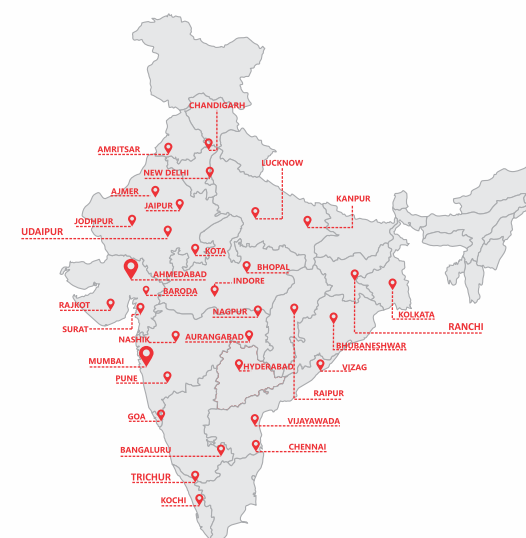 CHANDIGARH
AMRITSAR
LUCKNOW
NEW DELHI
AJMER
KANPUR
JAIPUR
JODHPUR
UDAIPUR
KOTA
BHOPAL
AHMEDABAD
INDORE
BARODA
RAJKOT
NAGPUR
KOLKATA
SURAT
RANCHI
NASHIK
AURANGABAD
BHUBANESHWAR
MUMBAI
HYDERABAD
VIZAG
PUNE
RAIPUR
GOA
VIJAYAWADA
CHENNAI
BANGALURU
TRICHUR
KOCHI